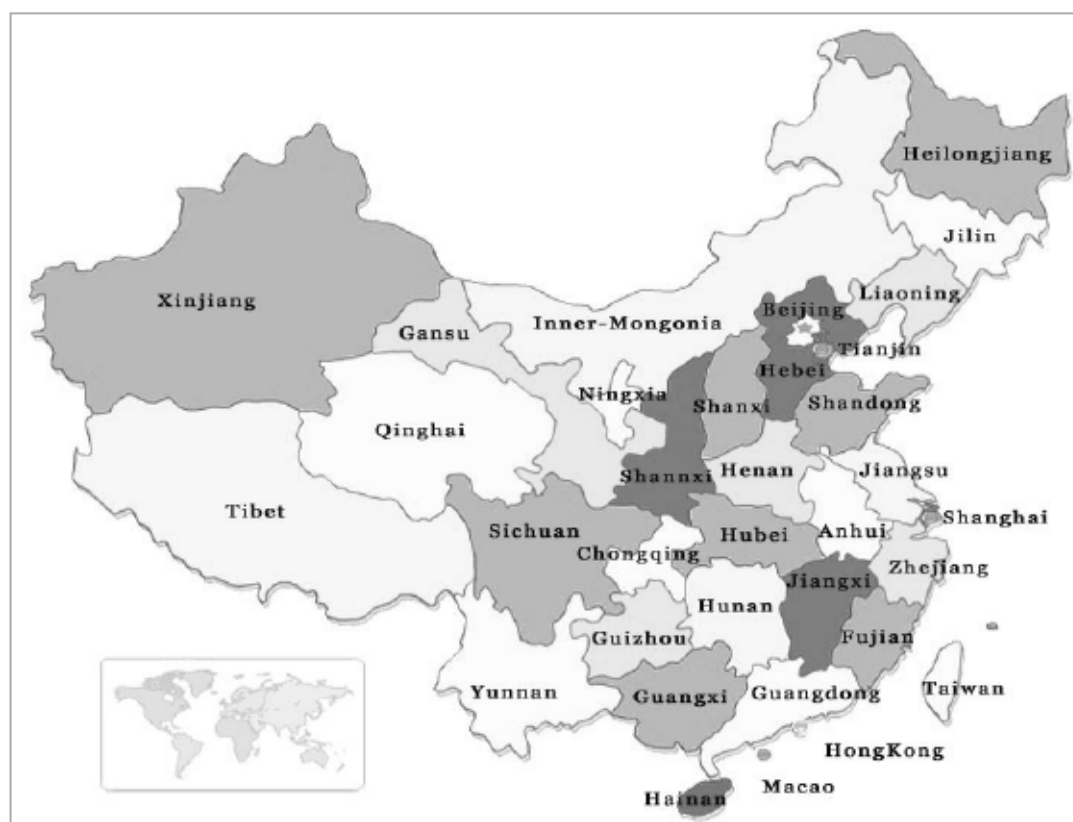 Heilongjiang
Jilin
Xinjiang
Liaoning
Beijing
Inner-Mongonia
Gansu
Tianjin
Hebei
Ningxia
Shanxi
Shandong
Qinghai
Henan
Jiangsu
Shannxi
Tibet
Shanghai
Sichuan
Hubei
Anhui
Chongqing
Zhejiang
Jiangxi
Hunan
Guizhou
Fujian
Yunnan
Guangxi
Guangdong
Taiwan
HongKong
Macao
Hainan